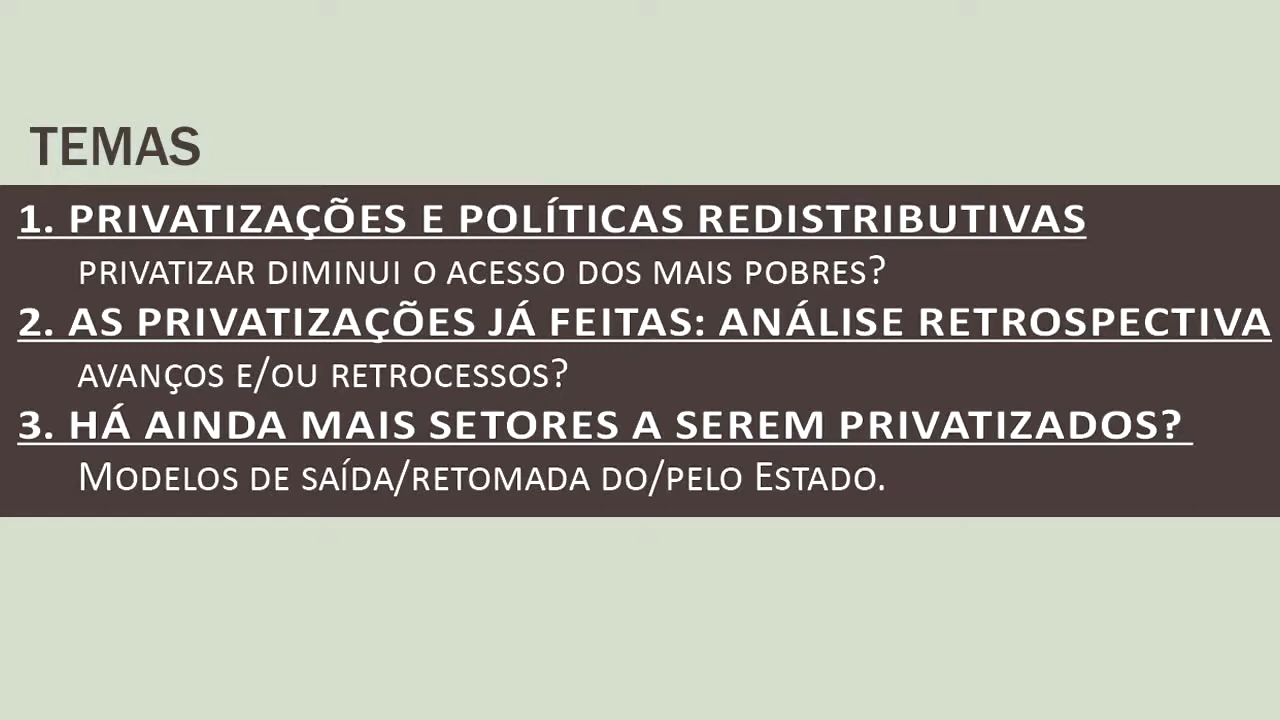 TEMAS
1. PRIVATIZAÇÕES E POLÍTICAS REDISTRIBUTIVAS
PRIVATIZAR DIMINUI O ACESSO DOS MAIS POBRES?
2. AS PRIVATIZAÇÕES JÁ FEITAS: ANÁLISE RETROSPECTIVA
AVANÇOS E/OU RETROCESSOS?
3. HÁ AINDA MAIS SETORES A SEREM PRIVATIZADOS?
MODELOS DE SAÍDA/RETOMADA DO/PELO ESTADO.